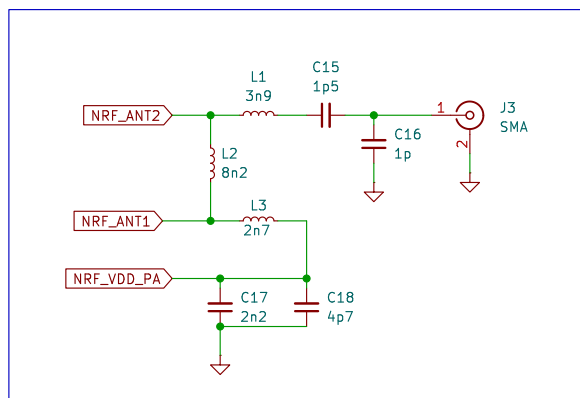 L1
3n9
C15
1p5
NRF_ANT2
1
J3
SMA
2
C16
1p
L2
8n2
L3
2n7
NRF_ANT1
NRF_VDD_PA
C17
2n2
C18
4p7